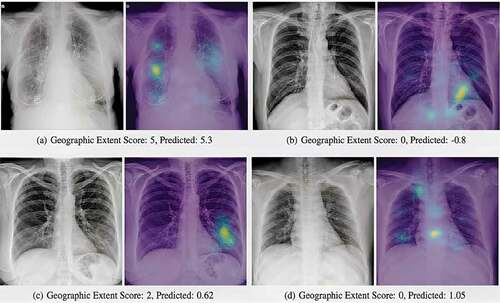 (a) Geographic Extent Score: 5, Predicted: 5.3
(b) Geographic Extent Score: 0, Predicted: -0.8
(c) Geographic Extent Score: 2, Predicted: 0.62
(d) Geographic Extent Score: 0, Predicted: 1.05